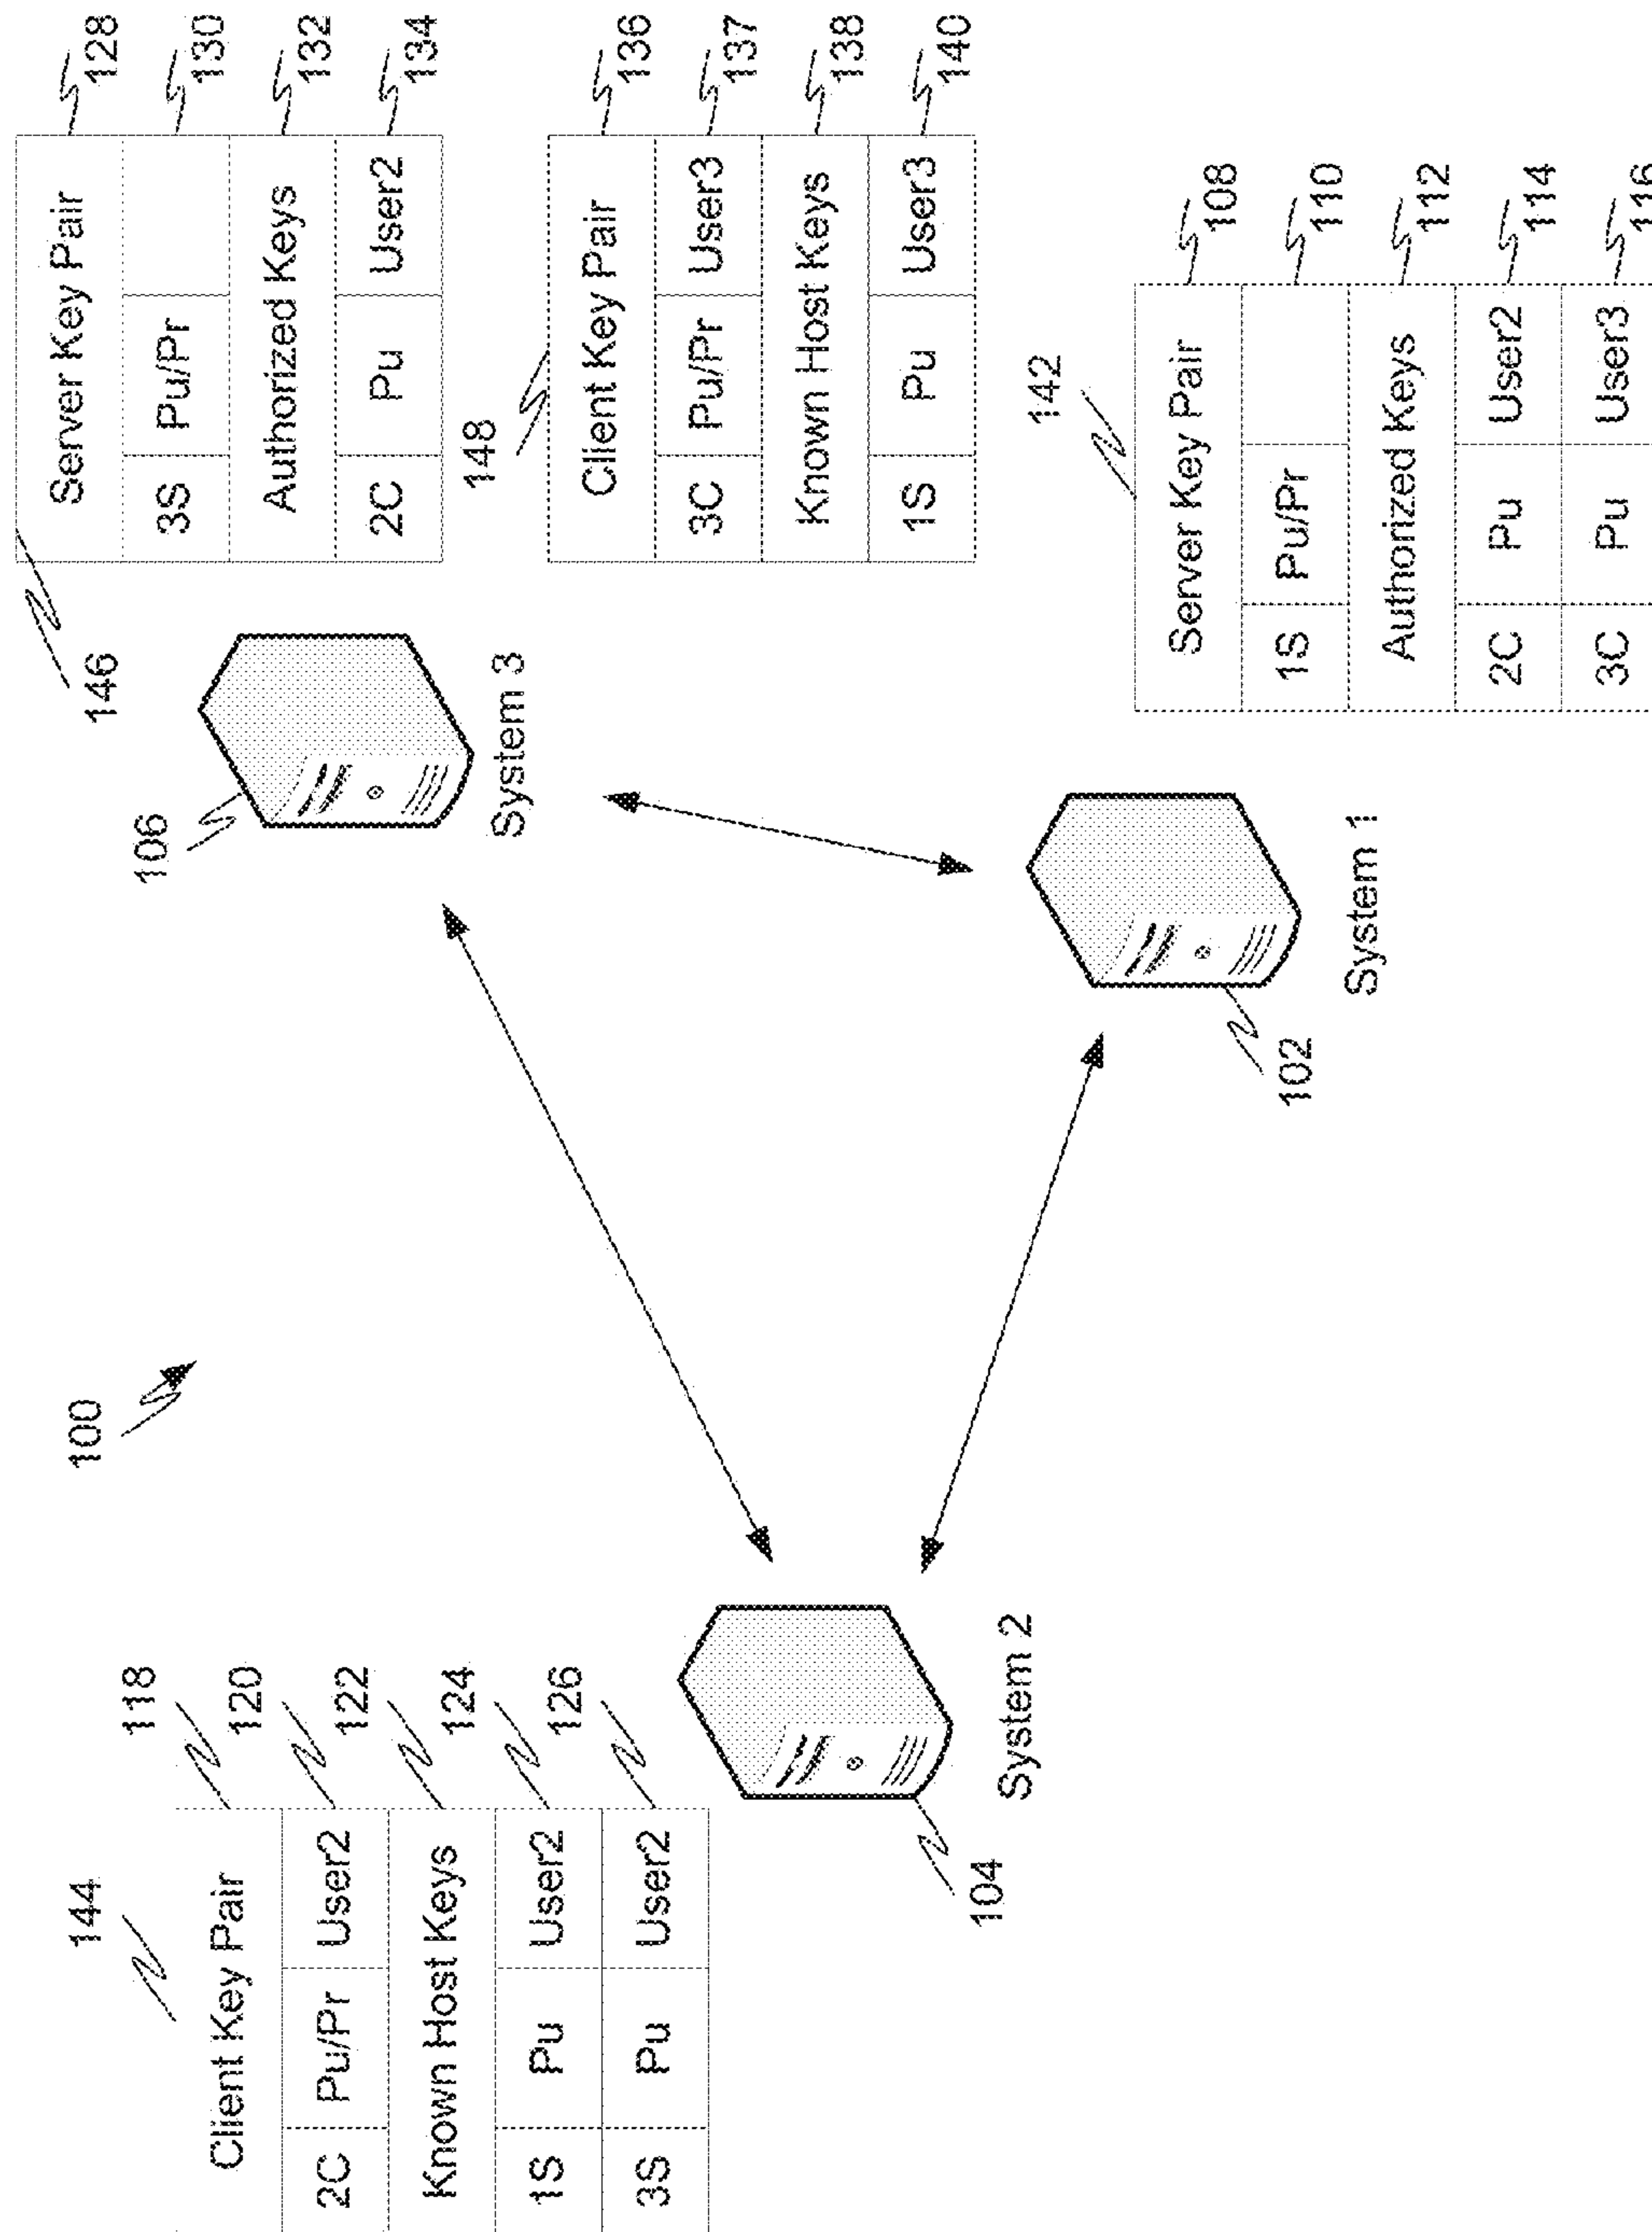 100
144
Client Key Pair 118
2C Pu/Pr User2 120
Known Host Keys 122
1S Pu User2 124
3S Pu User2 126
104
System 2
106
System 3
146
Server Key Pair 128
3S Pu/Pr 130
Authorized Keys 132
2C Pu User2 134
148
Client Key Pair 136
3C Pu/Pr User3 137
Known Host Keys 138
1S Pu User3 140
102
System 1
142
Server Key Pair 108
1S Pu/Pr 110
Authorized Keys 112
2C Pu User2 114
3C Pu User3 116